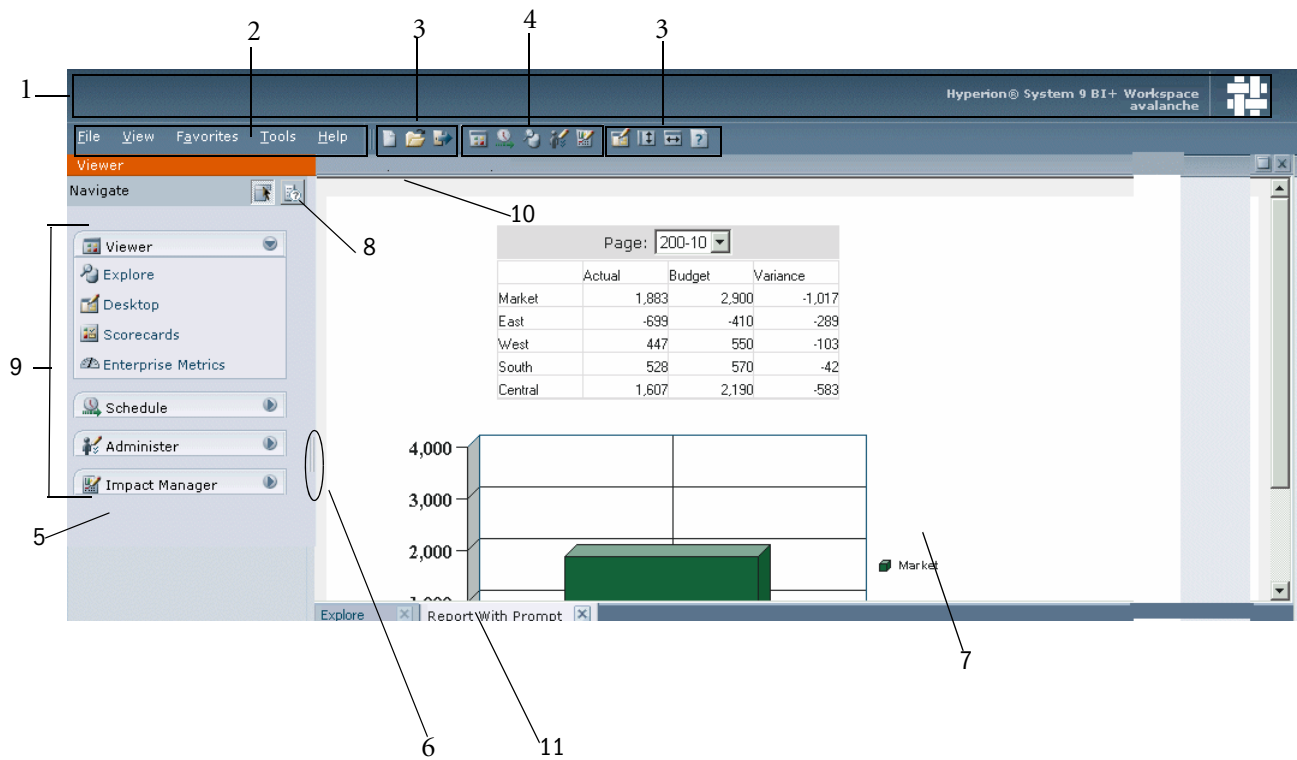 2 3 4 3
1
Hyperion® System 9 BI+ Workspace
avalanche
File View Favorites Tools Help
Viewer
Navigate
10
8
Page: 200-10
Viewer
Explore
Desktop
Scorecards
Enterprise Metrics
9
Schedule
Administer
Impact Manager
5
Actual Budget Variance
Market 1,883 2,900 -1,017
East -699 -410 -289
West 447 550 -103
South 528 570 -42
Central 1,607 2,190 -583
4,000
3,000
2,000
1,000
Market
Explore Report With Prompt
7
6 11